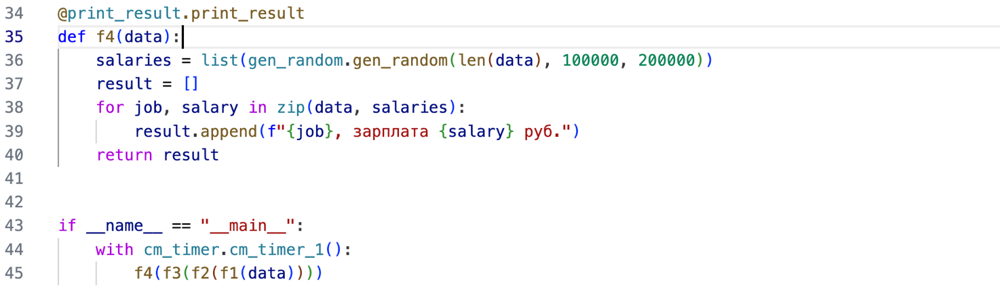 34 @print_result.print_result
35 def f4(data):
36 salaries = list(gen_random.gen_random(len(data), 100000, 200000))
37 result = []
38 for job, salary in zip(data, salaries):
39 result.append(f"{job}, зарплата {salary} руб.")
40 return result
41
42
43 if __name__ == "__main__":
44 with cm_timer.cm_timer_1():
45 f4(f3(f2(f1(data))))